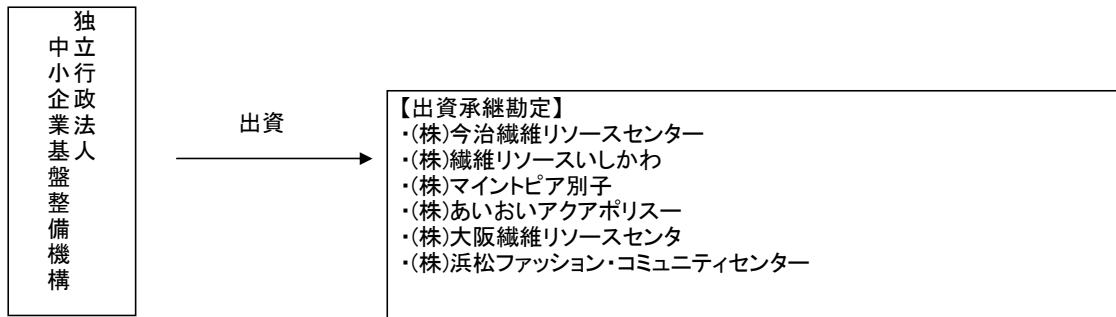 独立行政法人
中小企業基盤整備機構
出資
【出資承継勘定】
・(株)今治繊維リソースセンター
・(株)繊維リソースいしかわ
・(株)マイントピア別子
・(株)あいおいアクアポリスー
・(株)大阪繊維リソースセンタ
・(株)浜松ファッション・コミュニティセンター